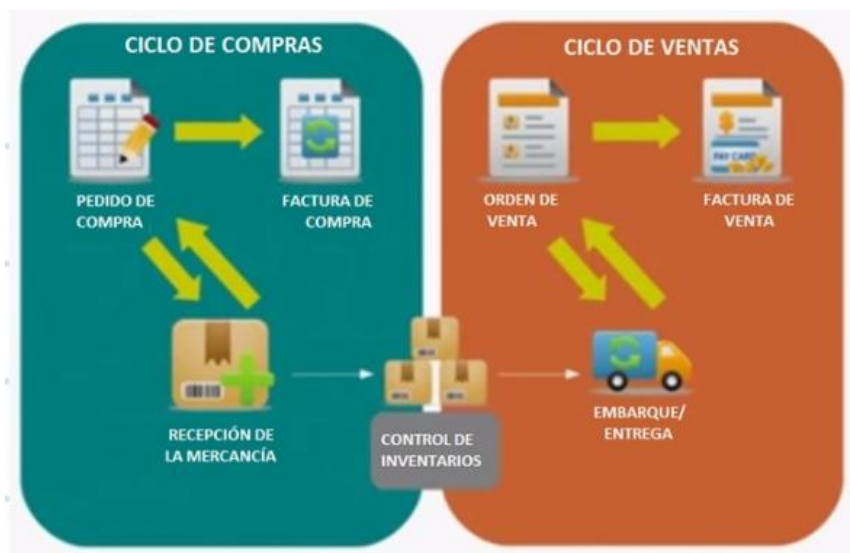 CICLO DE COMPRAS
PEDIDO DE
COMPRA
FACTURA DE
COMPRA
RECEPCIÓN DE
LA MERCANCÍA
CONTROL DE
INVENTARIOS
CICLO DE VENTAS
ORDEN DE
VENTA
PAY CARD
FACTURA DE
VENTA
EMBARQUE/
ENTREGA